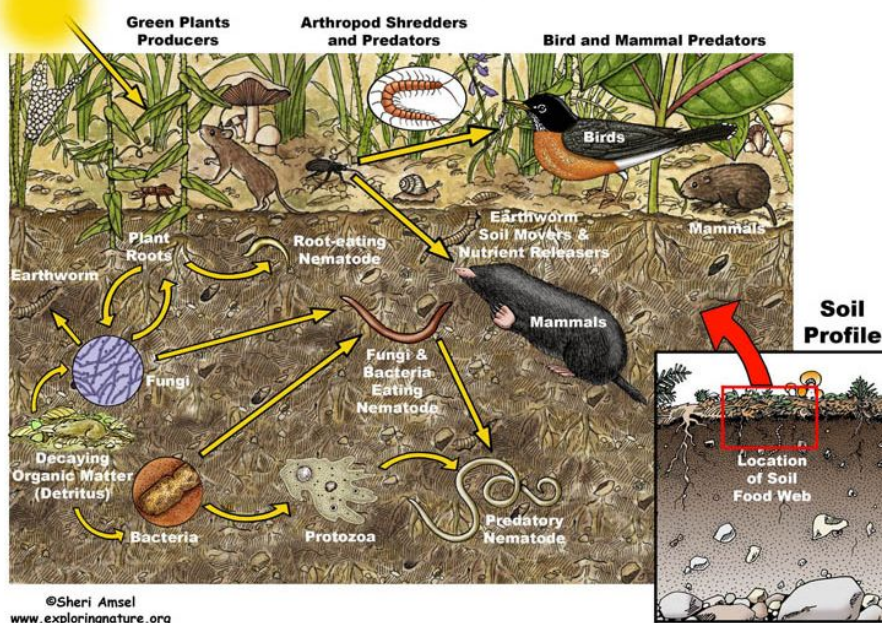 Green Plants
Producers
Arthropod Shredders
and Predators
Bird and Mammal Predators
Birds
Mammals
Plant
Roots
Root-eating
Nematode
Earthworm
Soil Movers &
Nutrient Releasers
Earthworm
Mammals
Fungi
Fungi &
Bacteria
Eating
Nematode
Decaying
Organic Matter
(Detritus)
Bacteria
Protozoa
Predatory
Nematode
Soil
Profile
Location
of Soil
Food Web
©Sheri Amsel
www.exploringnature.org